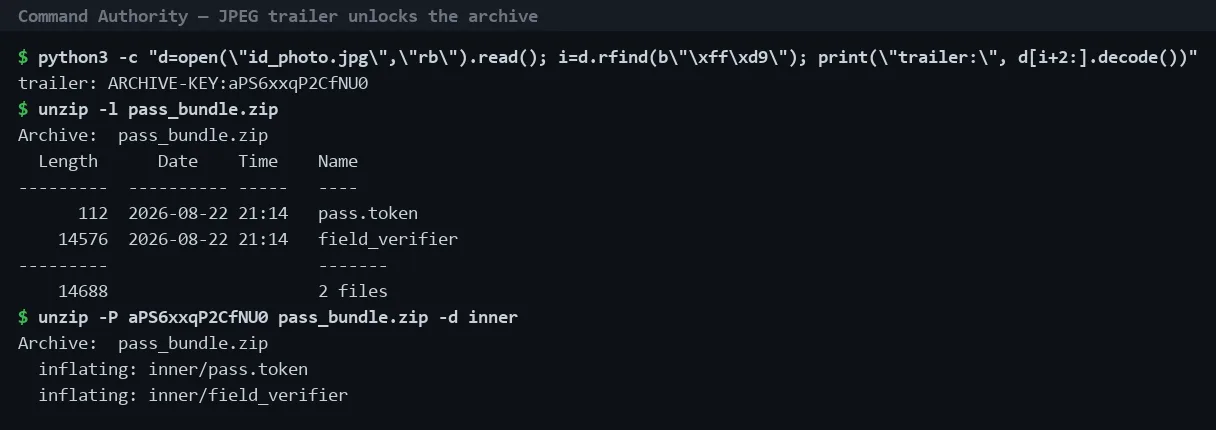 Command Authority — JPEG trailer unlocks the archive
$ python3 -c "d=open(\"id_photo.jpg\",\"rb\").read(); i=d.rfind(b\"\xff\xd9\"); print(\"trailer:\", d[i+2:].decode())"
trailer: ARCHIVE-KEY:aPS6xxqP2CfNU0
$ unzip -l pass_bundle.zip
Archive:  pass_bundle.zip
  Length      Date    Time    Name
---------  ---------- -----   ----
      112  2026-08-22 21:14   pass.token
    14576  2026-08-22 21:14   field_verifier
---------                     -------
    14688                     2 files
$ unzip -P aPS6xxqP2CfNU0 pass_bundle.zip -d inner
Archive:  pass_bundle.zip
  inflating: inner/pass.token
  inflating: inner/field_verifier